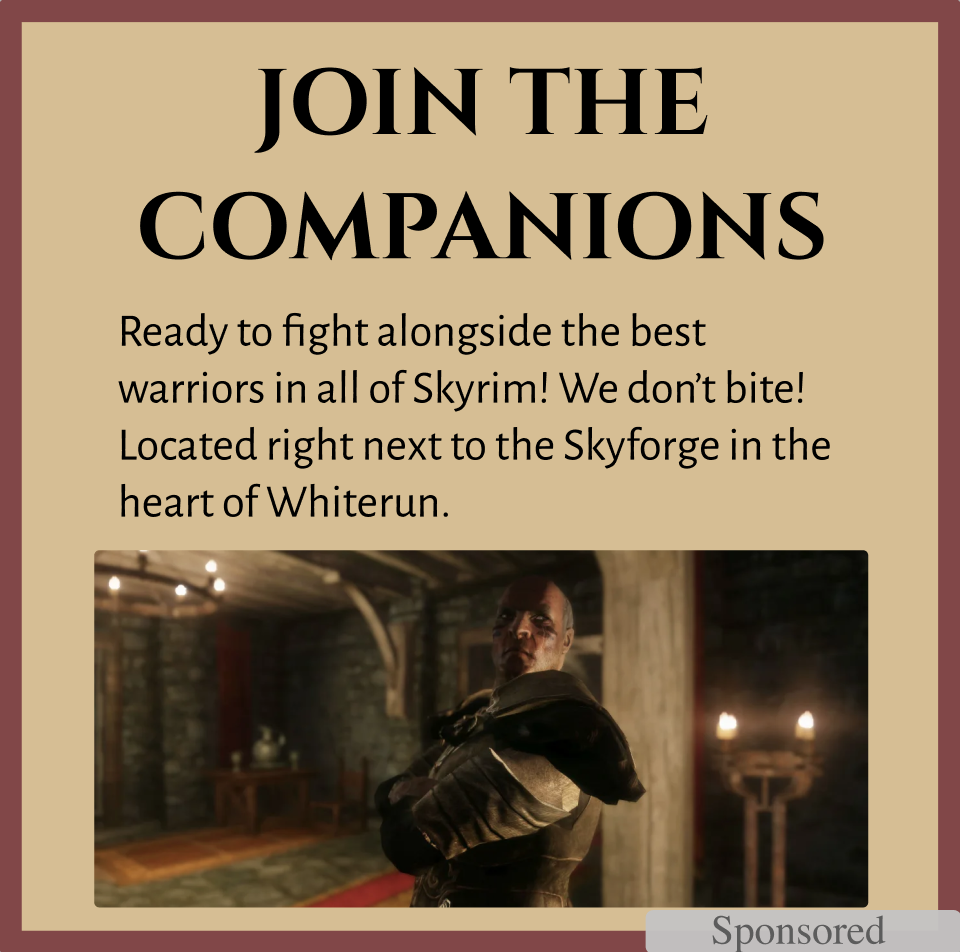 JOIN THE
COMPANIONS
Ready to fight alongside the best
warriors in all of Skyrim! We don't bite!
Located right next to the Skyforge in the
heart of Whiterun.
Sponsored